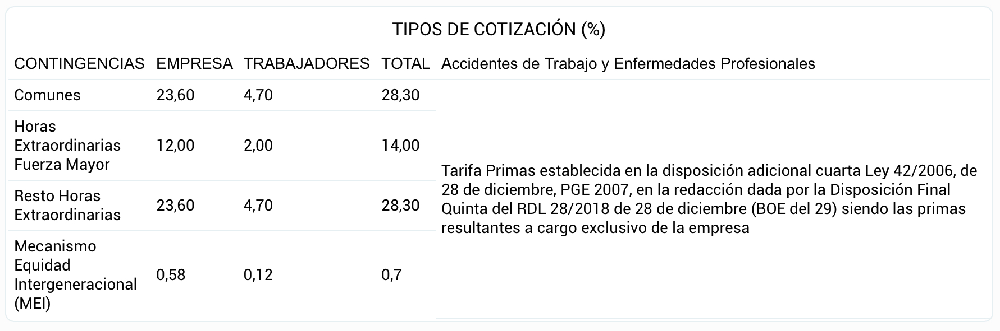 TIPOS DE COTIZACIÓN (%)
CONTINGENCIAS EMPRESA TRABAJADORES TOTAL Accidentes de Trabajo y Enfermedades Profesionales
Comunes 23,60 4,70 28,30
Horas
Extraordinarias
Fuerza Mayor
12,00 2,00 14,00
Resto Horas
Extraordinarias
23,60 4,70 28,30
Mecanismo
Equidad
Intergeneracional
(MEI)
0,58 0,12 0,7
Tarifa Primas establecida en la disposición adicional cuarta Ley 42/2006, de
28 de diciembre, PGE 2007, en la redacción dada por la Disposición Final
Quinta del RDL 28/2018 de 28 de diciembre (BOE del 29) siendo las primas
resultantes a cargo exclusivo de la empresa